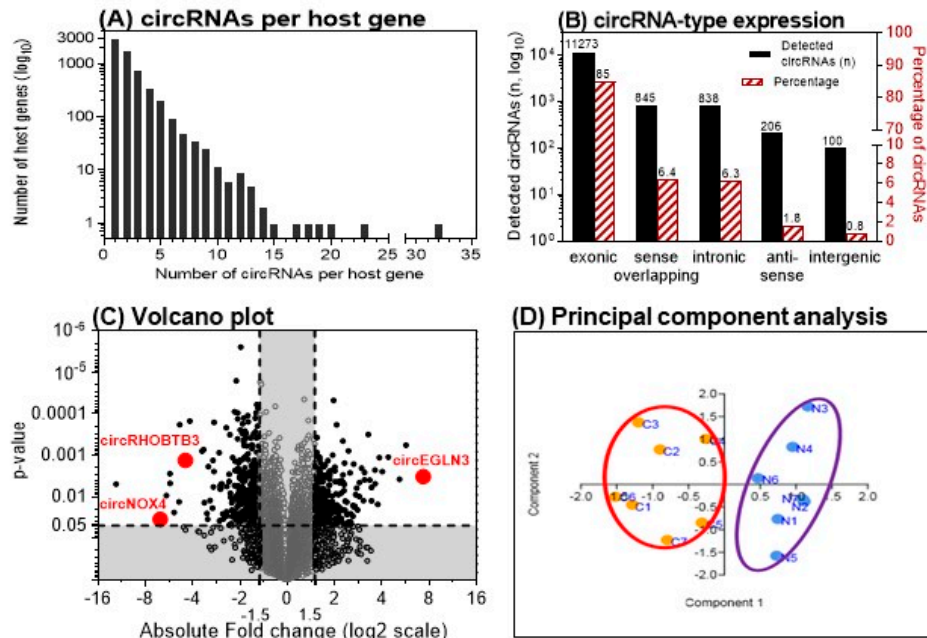 (A) circRNAs per host gene
Number of host genes (log10)
3000
1000
100
10
1
0 5 10 15 20 25 30 35
Number of circRNAs per host gene
(B) circRNA-type expression
Detected circRNAs (n, log10)
10^4
10^3
10^2
10^1
10^0
11273
85
845
6.4
838
6.3
206
1.8
100
0.8
Detected
circRNAs (n)
Percentage
100
90
80
70
10
8
6
4
2
0
Percentage of circRNAs
exonic sense intronic anti- intergenic
overlapping sense
(C) Volcano plot
p-value
10^-6
10^-5
0.0001
0.001
0.01
0.05
circRHOBTB3
circNOX4
circEGLN3
-16 -8 -4 -2 0 2 4 8 16
-1.5 1.5
Absolute Fold change (log2 scale)
(D) Principal component analysis
Component 2
2.0
1.5
1.0
0.5
-2.0 -1.5 -1.0 -0.5 0.5 1.0 1.5 2.0
-0.5
-1.0
-1.5
-2.0
C3
C2
C1
N3
N4
N6
N2
N1
N5
Component 1